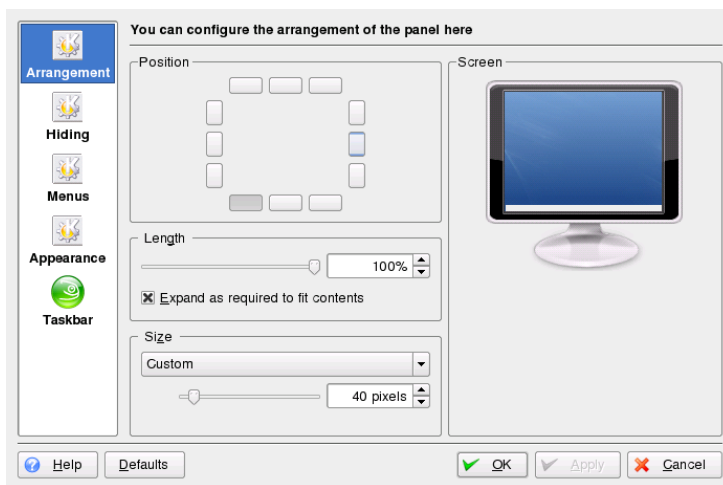 You can configure the arrangement of the panel here
Arrangement
Hiding
Menus
Appearance
Taskbar
Position
Screen
Length
100%
Expand as required to fit contents
Size
Custom
40 pixels
Help
Defaults
OK
Apply
Cancel